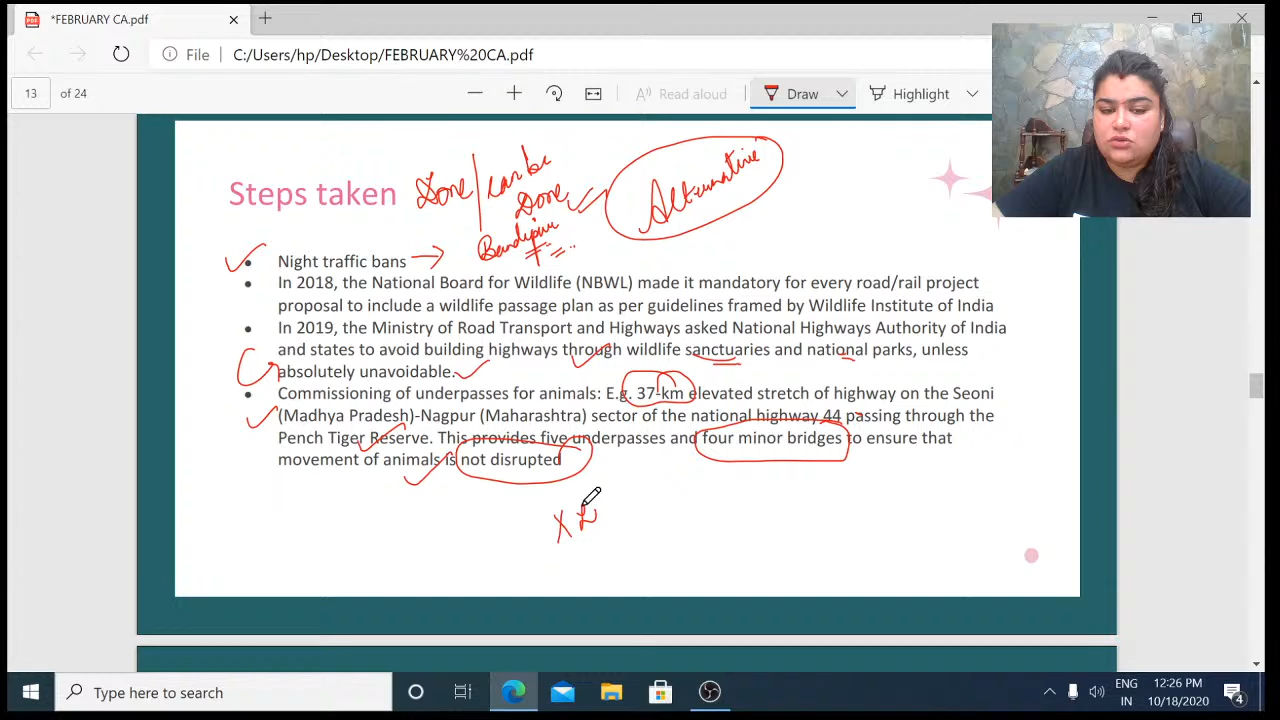 *FEBRUARY CA.pdf
File C:/Users/hp/Desktop/FEBRUARY%20CA.pdf
13 of 24
Read aloud
Draw
Highlight
Steps taken
Done/can be
Done
Alternative
Bandipur
Night traffic bans
In 2018, the National Board for Wildlife (NBWL) made it mandatory for every road/rail project
proposal to include a wildlife passage plan as per guidelines framed by Wildlife Institute of India
In 2019, the Ministry of Road Transport and Highways asked National Highways Authority of India
and states to avoid building highways through wildlife sanctuaries and national parks, unless
absolutely unavoidable.
Commissioning of underpasses for animals: E.g. 37-km elevated stretch of highway on the Seoni
(Madhya Pradesh)-Nagpur (Maharashtra) sector of the national highway 44 passing through the
Pench Tiger Reserve. This provides five underpasses and four minor bridges to ensure that
movement of animals is not disrupted
Type here to search
ENG
IN
12:26 PM
10/18/2020
4